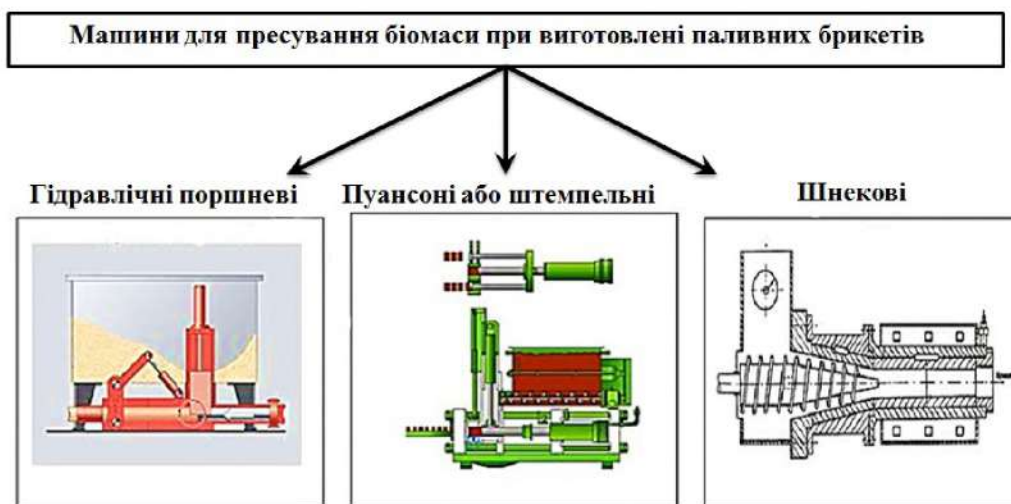 Машини для пресування біомаси при виготовлені паливних брикетів
Гідравлічні поршневі
Пуансоні або штемпельні
Шнекові